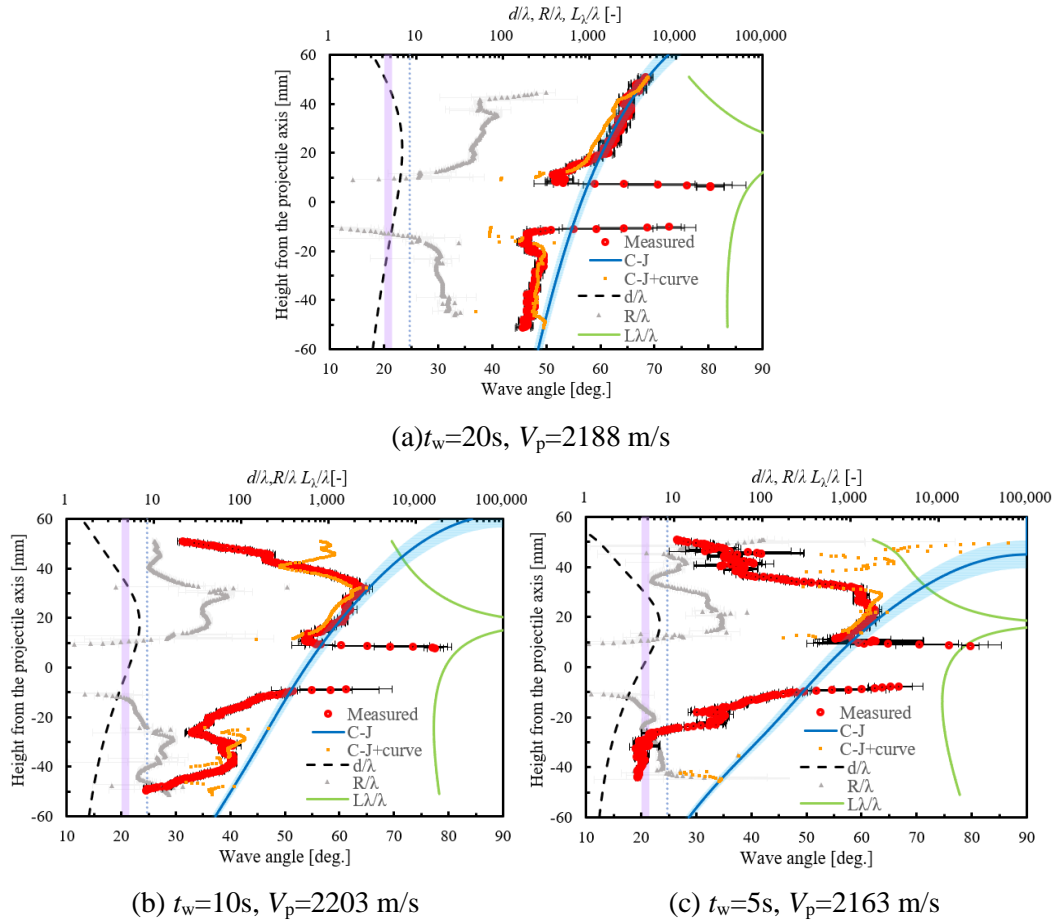 d/λ, R/λ, Lλ/λ [-]
1 10 100 1,000 10,000 100,000
60
40
20
0
-20
-40
-60
Height from the projectile axis [mm]
Measured
C-J
C-J+curve
d/λ
R/λ
Lλ/λ
10 20 30 40 50 60 70 80 90
Wave angle [deg.]
(a)tw=20s, Vp=2188 m/s
d/λ,R/λ Lλ/λ[-]
1 10 100 1,000 10,000 100,000
60
40
20
0
-20
-40
-60
Height from the projectile axis [mm]
Measured
C-J
C-J+curve
d/λ
R/λ
Lλ/λ
10 20 30 40 50 60 70 80 90
Wave angle [deg.]
(b) tw=10s, Vp=2203 m/s
d/λ, R/λ Lλ/λ [-]
1 10 100 1,000 10,000 100,000
60
40
20
0
-20
-40
-60
Height from the projectile axis [mm]
Measured
C-J
C-J+curve
d/λ
R/λ
Lλ/λ
10 20 30 40 50 60 70 80 90
Wave angle [deg.]
(c) tw=5s, Vp=2163 m/s